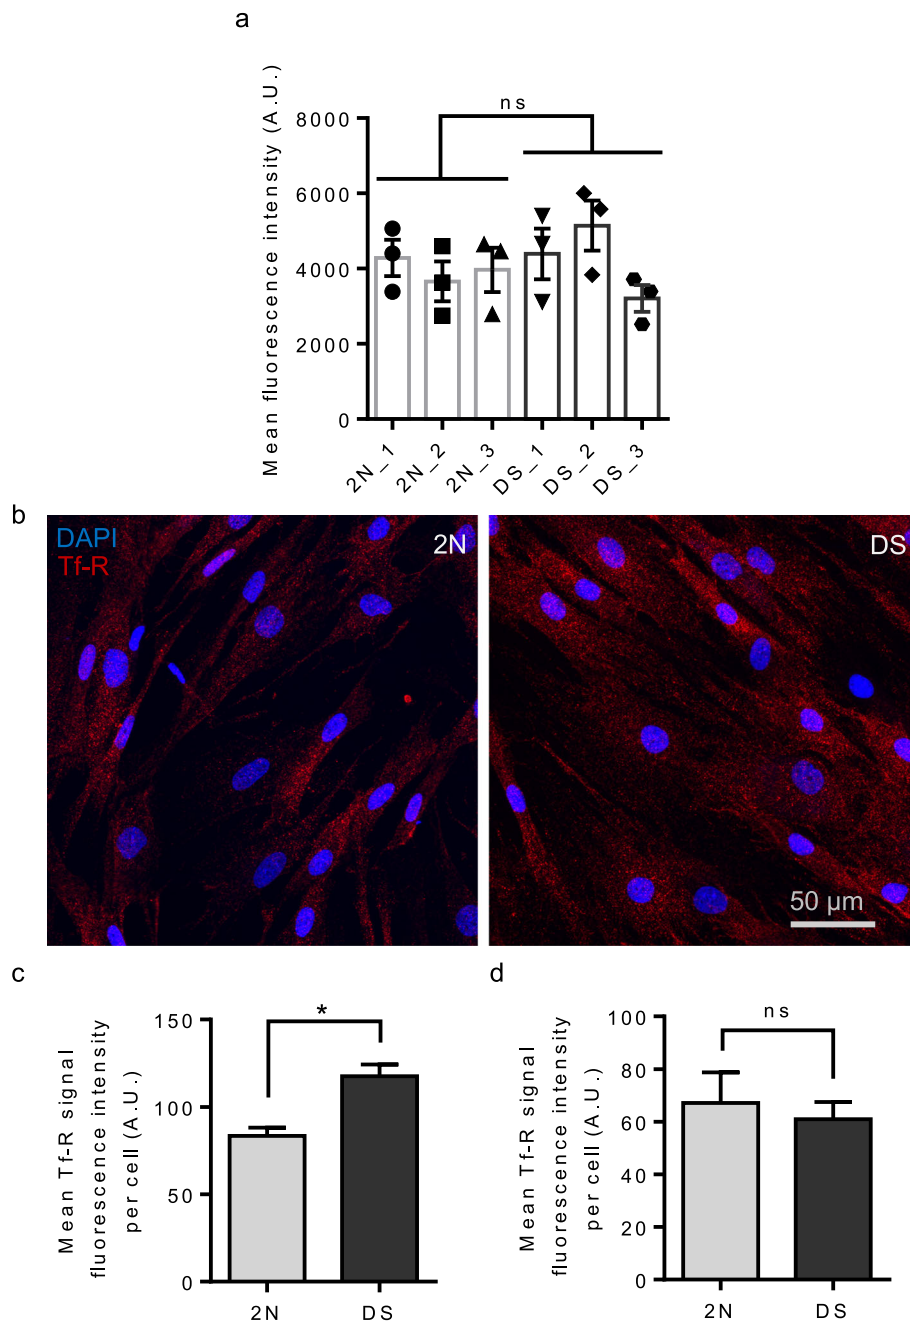 a
Mean fluorescence intensity (A.U.)
ns
8000
6000
4000
2000
0
2N_1
2N_2
2N_3
DS_1
DS_2
DS_3
b
DAPI
Tf-R
2N
DS
50 µm
c
Mean Tf-R signal
fluorescence intensity
per cell (A.U.)
*
150
100
50
0
2N
DS
d
Mean Tf-R signal
fluorescence intensity
per cell (A.U.)
ns
100
80
60
40
20
0
2N
DS